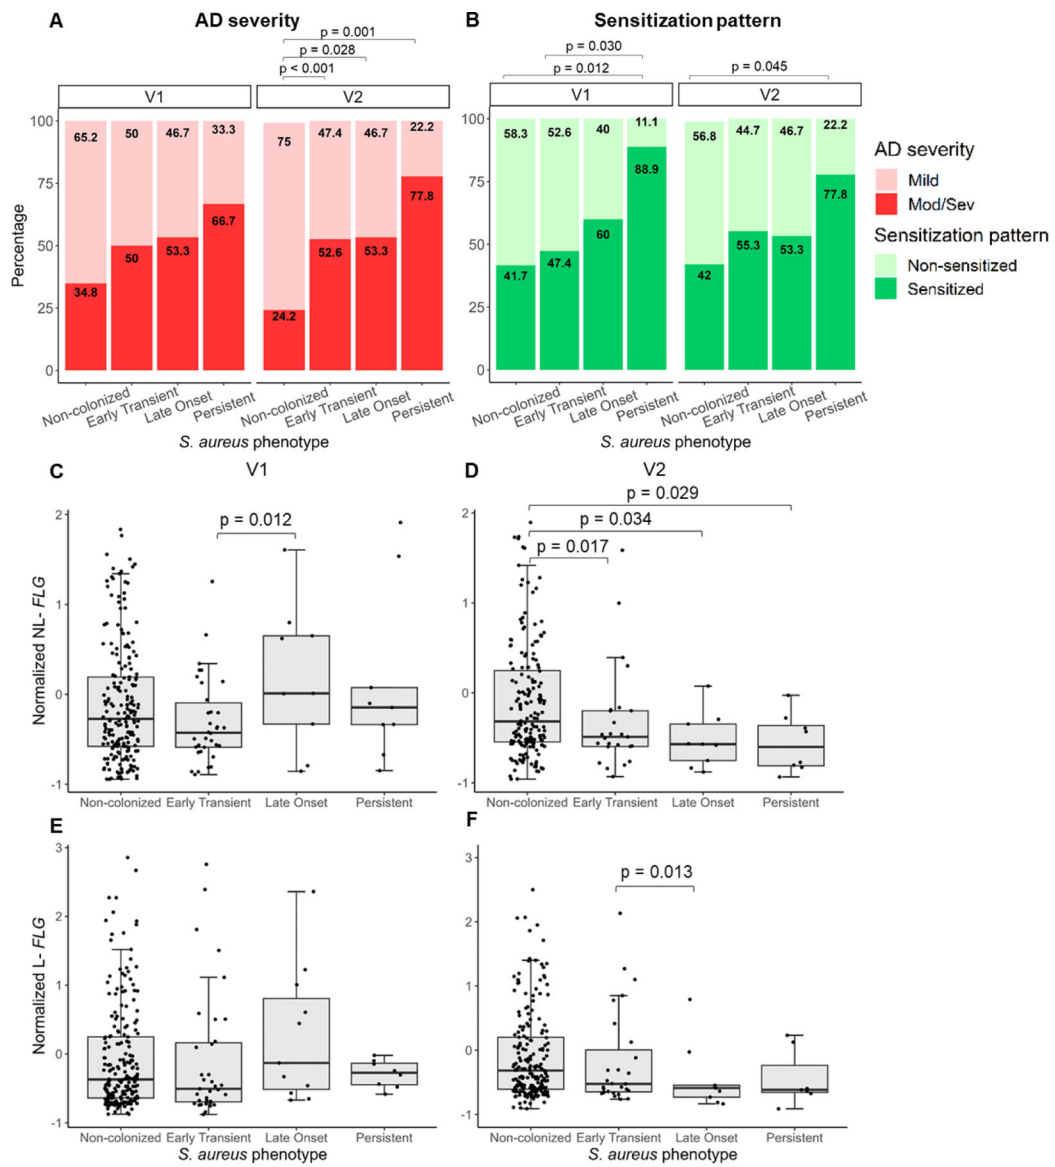 A
AD severity
p = 0.001
p = 0.028
p < 0.001
V1
V2
Percentage
100
75
50
25
0
65.2
50
46.7
33.3
34.8
50
53.3
66.7
75
47.4
46.7
22.2
24.2
52.6
53.3
77.8
Non-colonized
Early Transient
Late Onset
Persistent
Non-colonized
Early Transient
Late Onset
Persistent
S. aureus phenotype
B
Sensitization pattern
p = 0.030
p = 0.012
p = 0.045
V1
V2
100
75
50
25
0
58.3
52.6
40
11.1
41.7
47.4
60
88.9
56.8
44.7
46.7
22.2
42
55.3
53.3
77.8
Non-colonized
Early Transient
Late Onset
Persistent
Non-colonized
Early Transient
Late Onset
Persistent
S. aureus phenotype
AD severity
Mild
Mod/Sev
Sensitization pattern
Non-sensitized
Sensitized
C
V1
p = 0.012
Normalized NL- FLG
2
1
-0
-1
Non-colonized
Early Transient
Late Onset
Persistent
D
V2
p = 0.029
p = 0.034
p = 0.017
2
1
-0
-1
Non-colonized
Early Transient
Late Onset
Persistent
E
Normalized L- FLG
3
2
1
-0
-1
Non-colonized
Early Transient
Late Onset
Persistent
S. aureus phenotype
F
p = 0.013
3
2
1
-0
-1
Non-colonized
Early Transient
Late Onset
Persistent
S. aureus phenotype